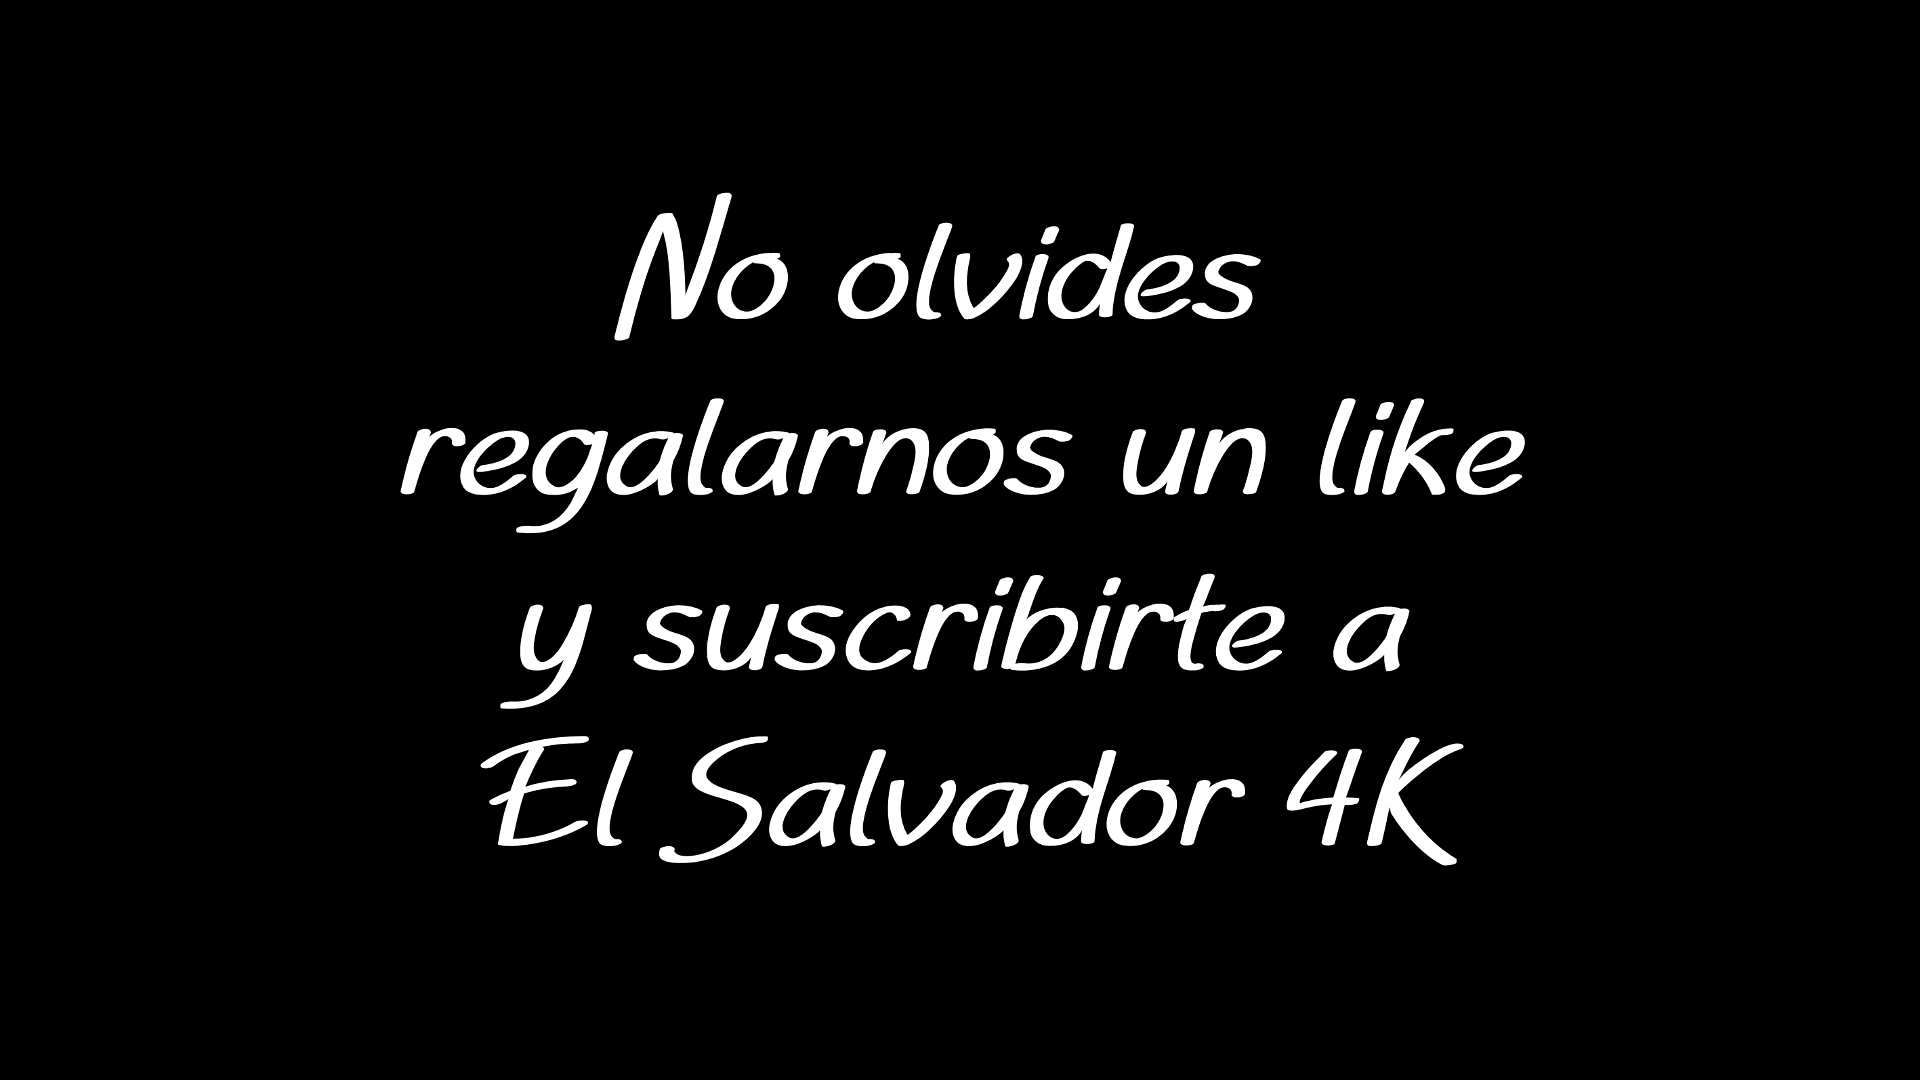 No olvides
regalarnos un like
y suscribirte a
El Salvador 4K